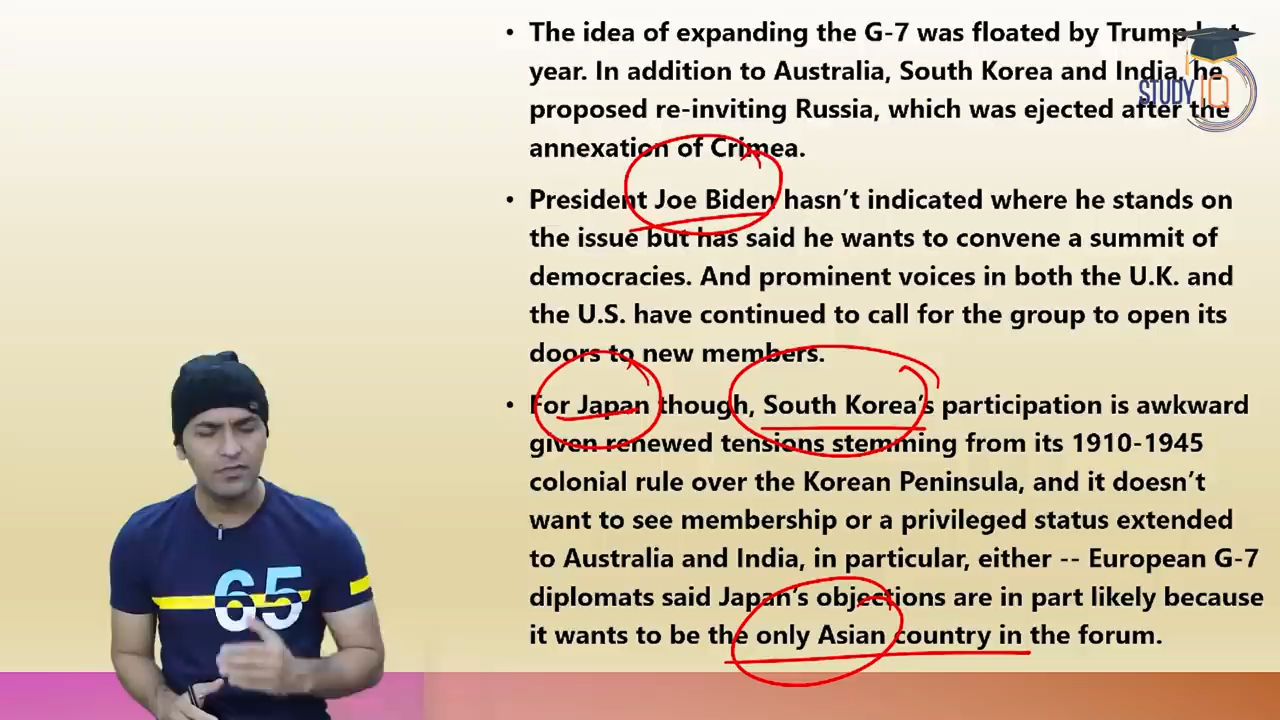 • The idea of expanding the G-7 was floated by Trump
year. In addition to Australia, South Korea and India, he
proposed re-inviting Russia, which was ejected after the
annexation of Crimea.
• President Joe Biden hasn’t indicated where he stands on
the issue but has said he wants to convene a summit of
democracies. And prominent voices in both the U.K. and
the U.S. have continued to call for the group to open its
doors to new members.
• For Japan though, South Korea’s participation is awkward
given renewed tensions stemming from its 1910-1945
colonial rule over the Korean Peninsula, and it doesn’t
want to see membership or a privileged status extended
to Australia and India, in particular, either -- European G-7
diplomats said Japan’s objections are in part likely because
it wants to be the only Asian country in the forum.
STUDY IQ
65